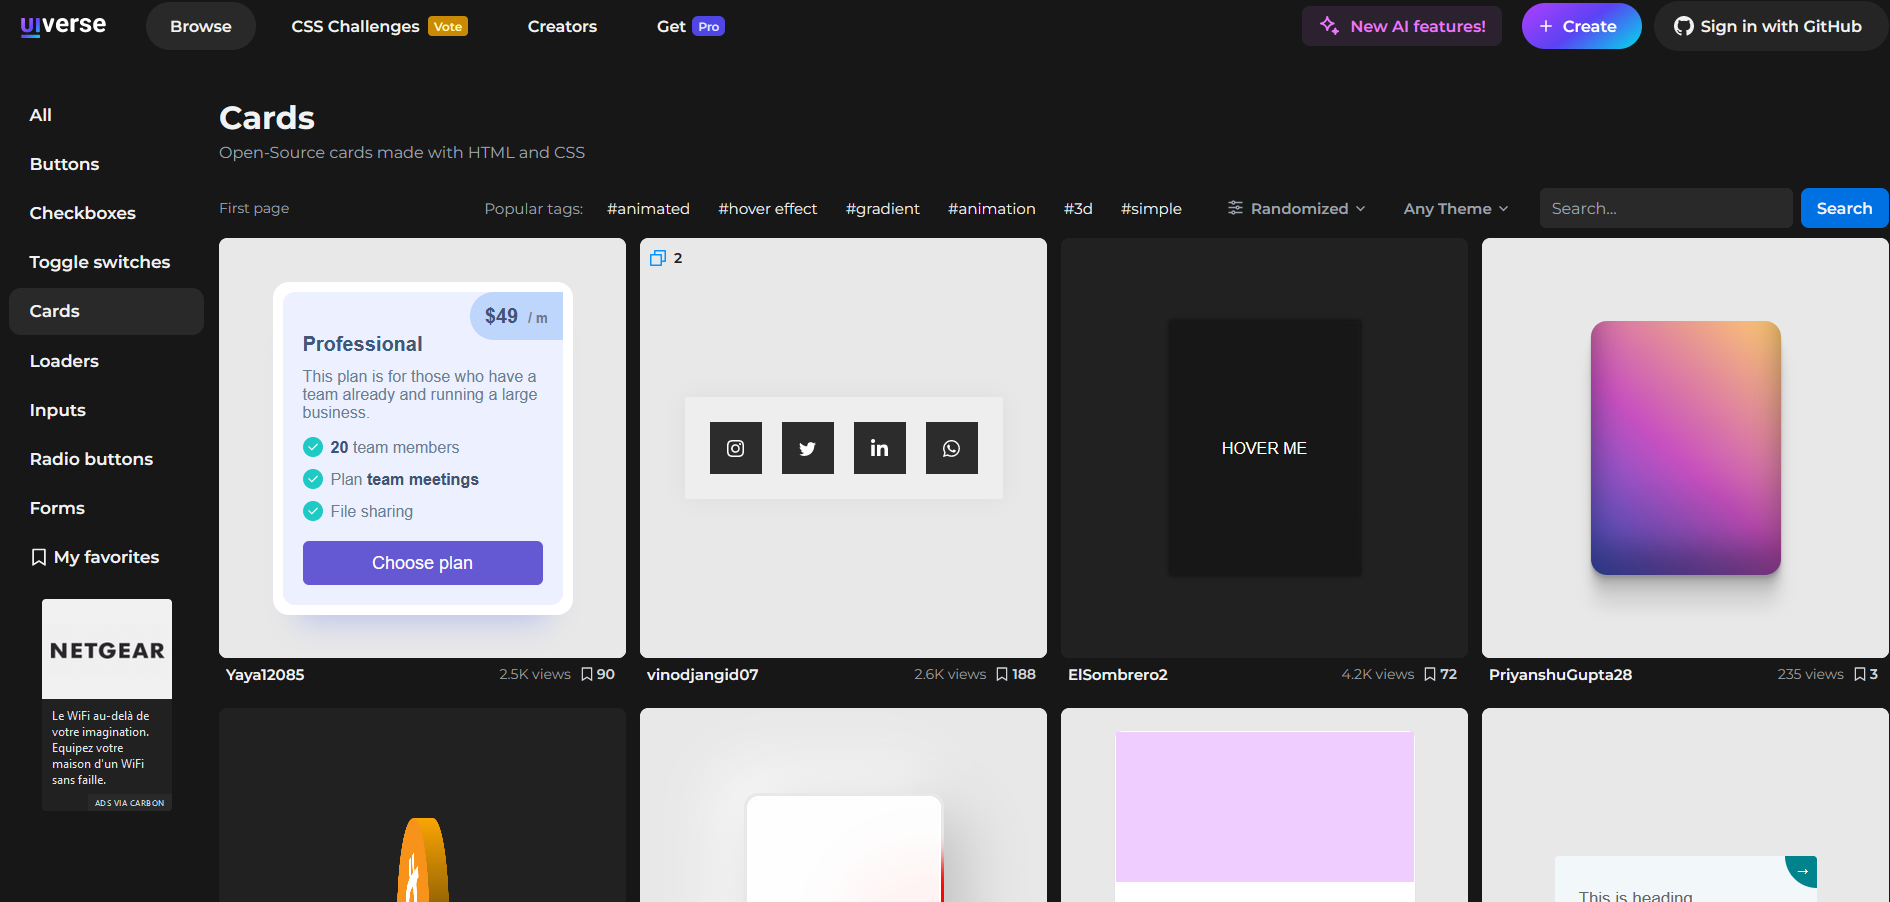 uiverse
Browse
CSS Challenges Vote
Creators
Get Pro
New AI features!
+ Create
Sign in with GitHub
All
Buttons
Checkboxes
Toggle switches
Cards
Loaders
Inputs
Radio buttons
Forms
My favorites
NETGEAR
Le WiFi au-delà de
votre imagination.
Equipez votre
maison d'un WiFi
sans faille.
ADS VIA CARBON
Cards
Open-Source cards made with HTML and CSS
First page
Popular tags: #animated #hover effect #gradient #animation #3d #simple
Randomized
Any Theme
Search...
Search
$49 / m
Professional
This plan is for those who have a
team already and running a large
business.
20 team members
Plan team meetings
File sharing
Choose plan
Yaya12085 2.5K views 90
2
in
vinodjangid07 2.6K views 188
HOVER ME
ElSombrero2 4.2K views 72
PriyanshuGupta28 235 views 3
This is heading